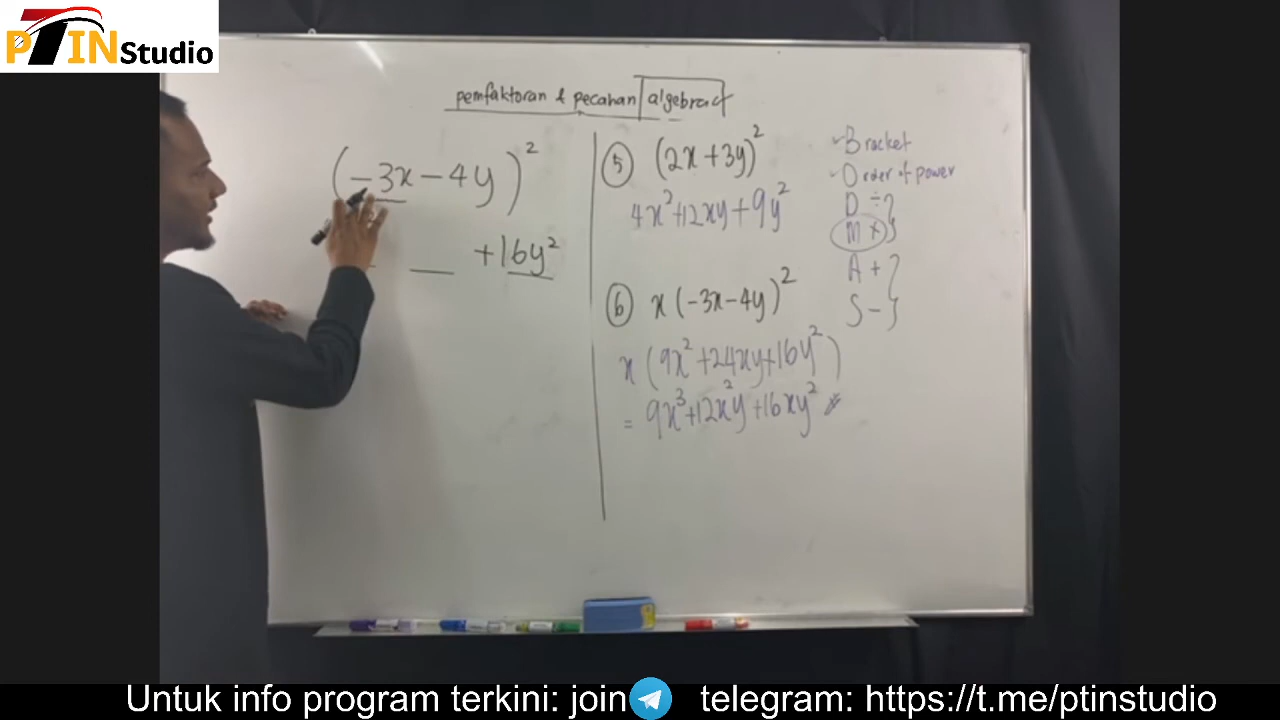 PTIN Studio
pemfaktoran & pecahan algebra
(-3x - 4y)²
__ +16y²
⑤ (2x+3y)²
4x²+12xy+9y²
⑥ x(-3x-4y)²
x(9x²+24xy+16y²)
= 9x³+12x²y+16xy²
Bracket
Order of power
D ÷
M ×
A +
S -
Untuk info program terkini: join telegram: https://t.me/ptinstudio